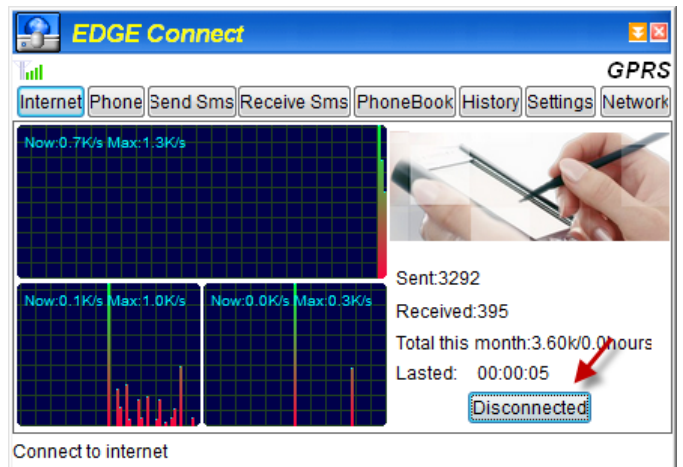 EDGE Connect
GPRS
Internet Phone Send Sms Receive Sms PhoneBook History Settings Network
Now:0.7K/s Max:1.3K/s
Now:0.1K/s Max:1.0K/s
Now:0.0K/s Max:0.3K/s
Sent:3292
Received:395
Total this month:3.60k/0.0hours
Lasted: 00:00:05
Disconnected
Connect to internet